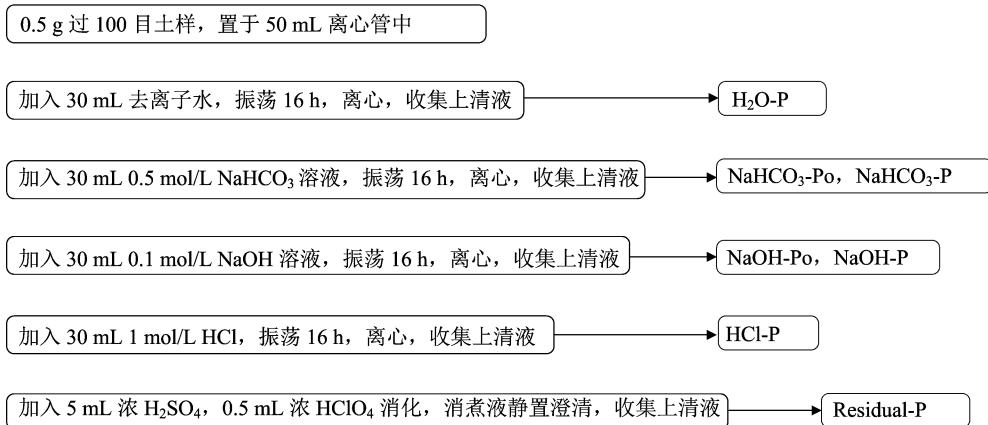 0.5 g 过 100 目土样，置于 50 mL 离心管中
加入 30 mL 去离子水，振荡 16 h，离心，收集上清液
H₂O-P
加入 30 mL 0.5 mol/L NaHCO₃ 溶液，振荡 16 h，离心，收集上清液
NaHCO₃-Po，NaHCO₃-P
加入 30 mL 0.1 mol/L NaOH 溶液，振荡 16 h，离心，收集上清液
NaOH-Po，NaOH-P
加入 30 mL 1 mol/L HCl，振荡 16 h，离心，收集上清液
HCl-P
加入 5 mL 浓 H₂SO₄，0.5 mL 浓 HClO₄ 消化，消煮液静置澄清，收集上清液
Residual-P